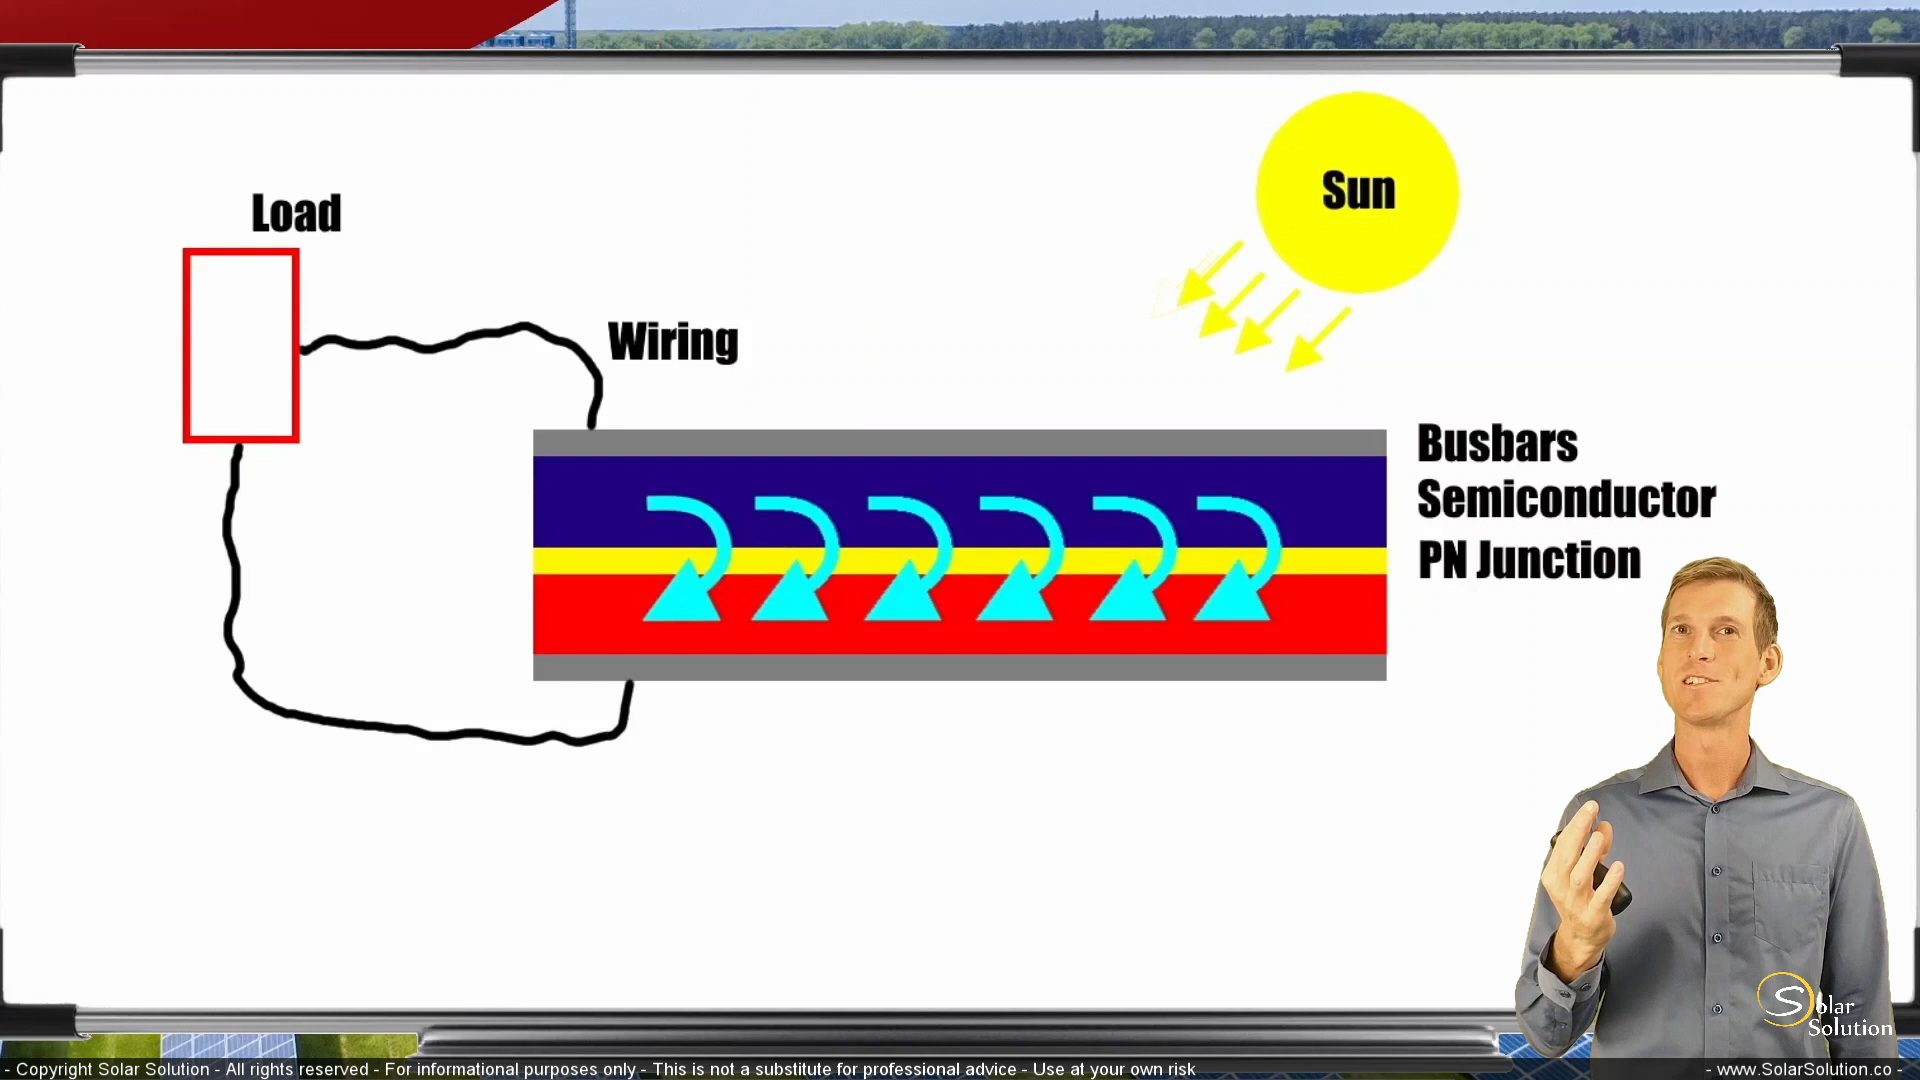 Sun
Load
Wiring
Busbars
Semiconductor
PN Junction
Solar
Solution
- Copyright Solar Solution - All rights reserved - For informational purposes only - This is not a substitute for professional advice - Use at your own risk
- www.SolarSolution.co -